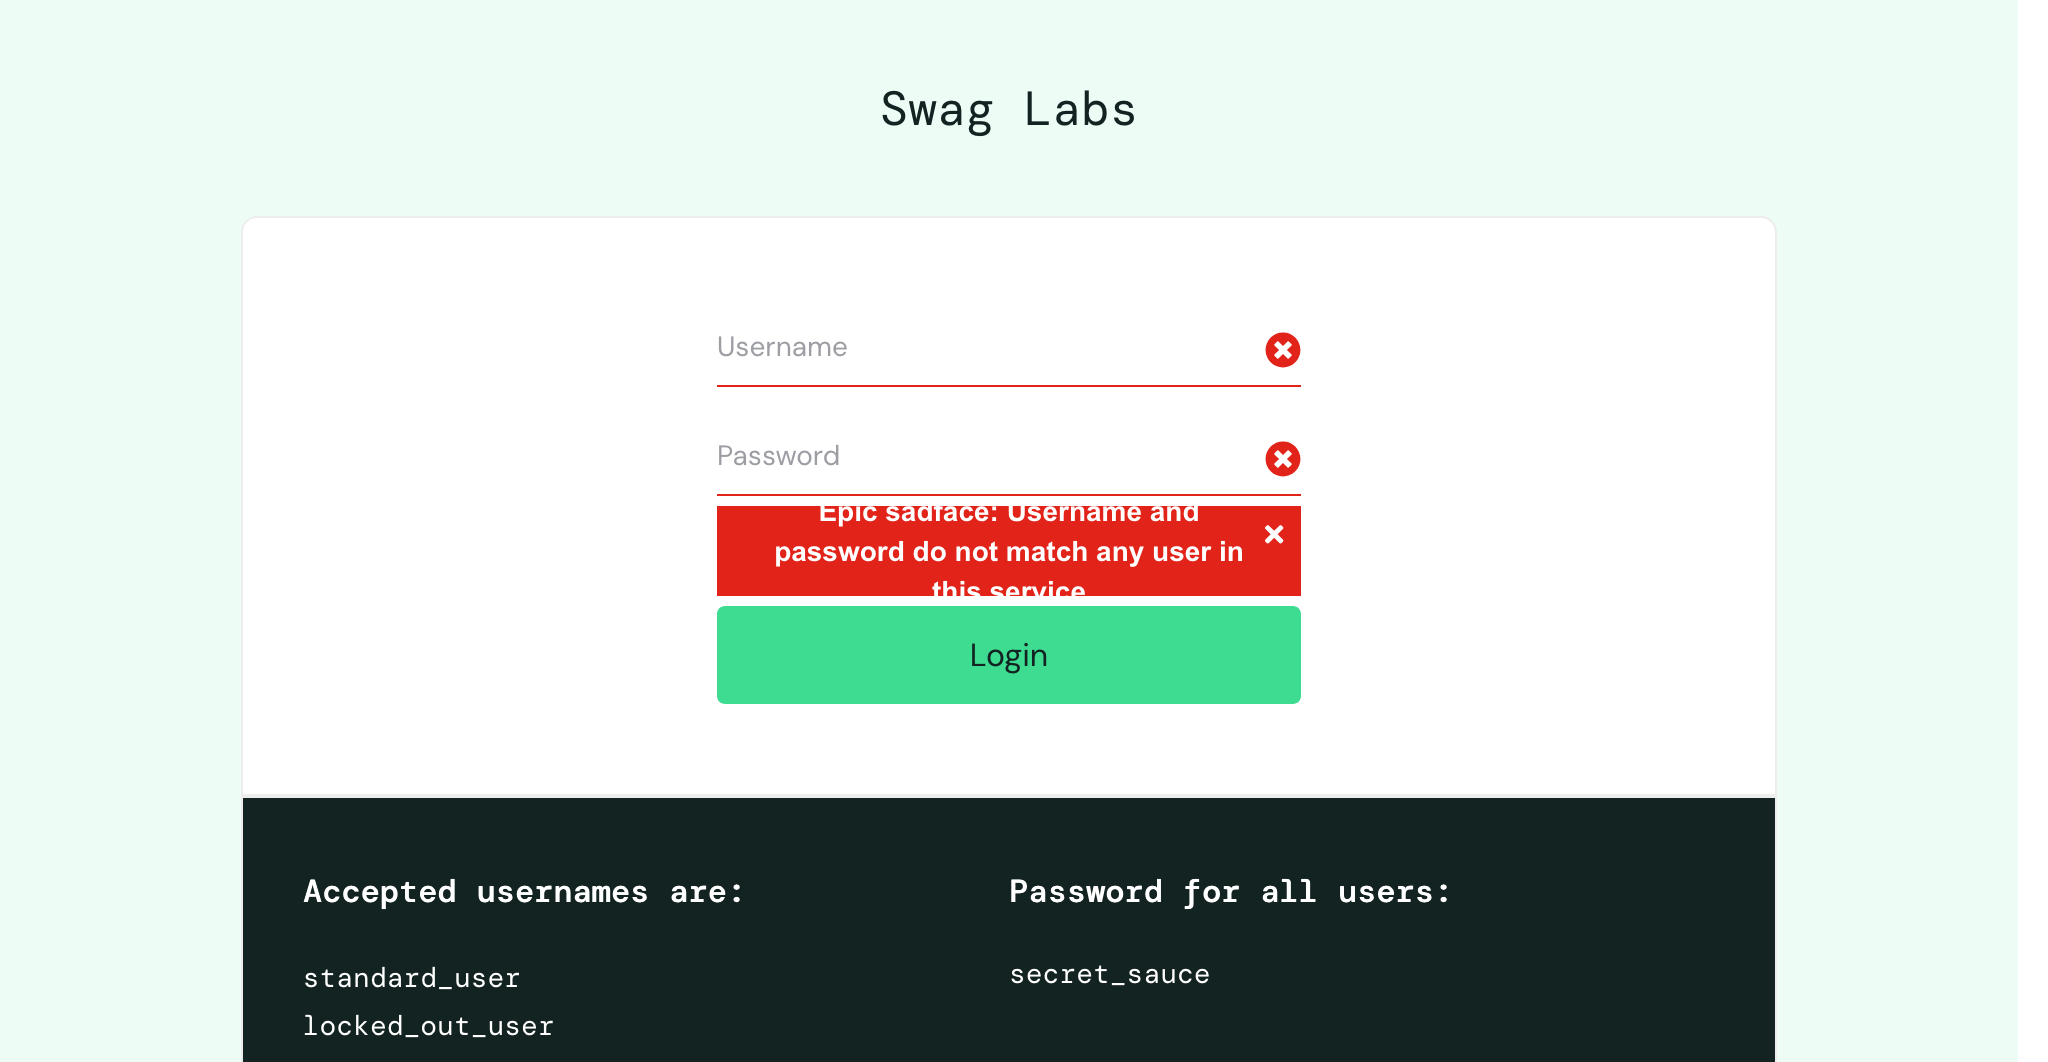 Swag Labs
Username
Password
Epic sadface: Username and
password do not match any user in
this service
Login
Accepted usernames are:
standard_user
locked_out_user
Password for all users:
secret_sauce